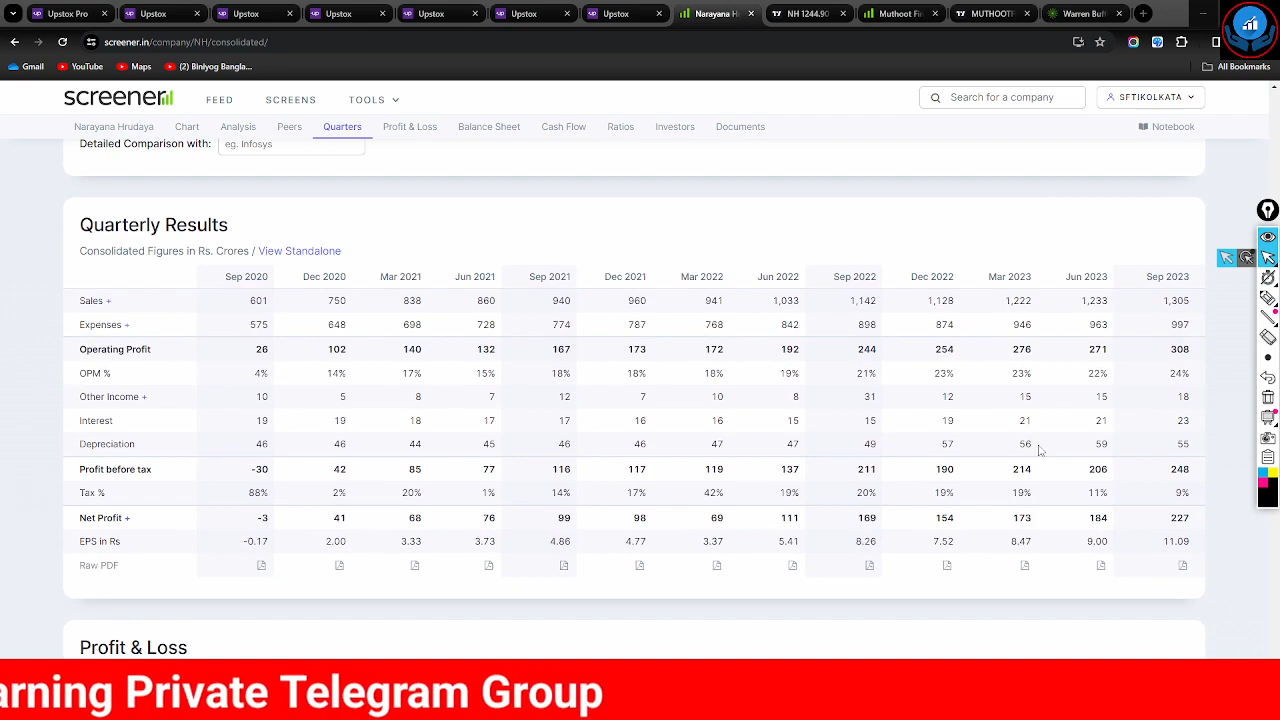 Upstox Pro
Upstox
Upstox
Upstox
Upstox
Upstox
Upstox
Narayana H
NH 1244.90
Muthoot Fin
MUTHOOTF
Warren Buff
screener.in/company/NH/consolidated/
Gmail
YouTube
Maps
(2) Biniyog Bangla...
All Bookmarks
screener
FEED
SCREENS
TOOLS
Search for a company
SFTIKOLKATA
Narayana Hrudaya Chart Analysis Peers Quarters Profit & Loss Balance Sheet Cash Flow Ratios Investors Documents Notebook
Detailed Comparison with: eg. Infosys
Quarterly Results
Consolidated Figures in Rs. Crores / View Standalone
Sep 2020 Dec 2020 Mar 2021 Jun 2021 Sep 2021 Dec 2021 Mar 2022 Jun 2022 Sep 2022 Dec 2022 Mar 2023 Jun 2023 Sep 2023
Sales + 601 750 838 860 940 960 941 1,033 1,142 1,128 1,222 1,233 1,305
Expenses + 575 648 698 728 774 787 768 842 898 874 946 963 997
Operating Profit 26 102 140 132 167 173 172 192 244 254 276 271 308
OPM % 4% 14% 17% 15% 18% 18% 18% 19% 21% 23% 23% 22% 24%
Other Income + 10 5 8 7 12 7 10 8 31 12 15 15 18
Interest 19 19 18 17 17 16 16 15 15 19 21 21 23
Depreciation 46 46 44 45 46 46 47 47 49 57 56 59 55
Profit before tax -30 42 85 77 116 117 119 137 211 190 214 206 248
Tax % 88% 2% 20% 1% 14% 17% 42% 19% 20% 19% 19% 11% 9%
Net Profit + -3 41 68 76 99 98 69 111 169 154 173 184 227
EPS in Rs -0.17 2.00 3.33 3.73 4.86 4.77 3.37 5.41 8.26 7.52 8.47 9.00 11.09
Raw PDF
Profit & Loss
arning Private Telegram Group